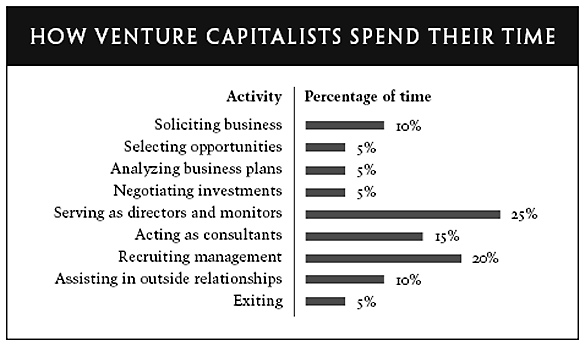 HOW VENTURE CAPITALISTS SPEND THEIR TIME
Activity Percentage of time
Soliciting business 10%
Selecting opportunities 5%
Analyzing business plans 5%
Negotiating investments 5%
Serving as directors and monitors 25%
Acting as consultants 15%
Recruiting management 20%
Assisting in outside relationships 10%
Exiting 5%